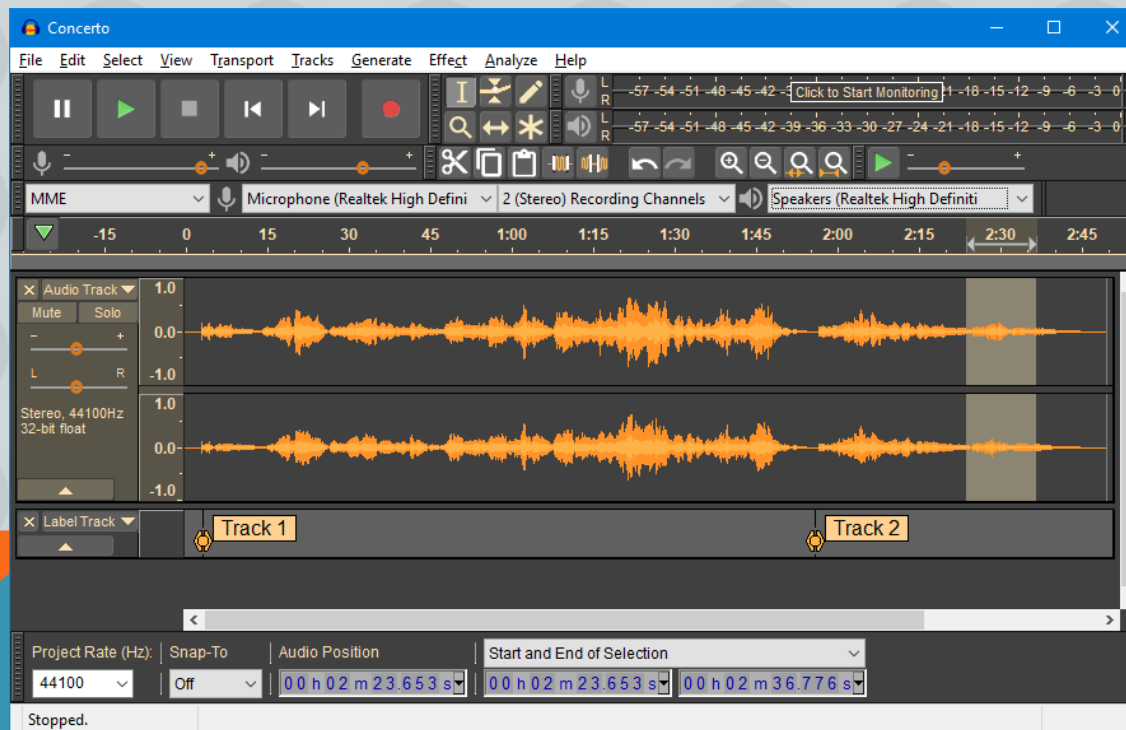 Concerto
File Edit Select View Transport Tracks Generate Effect Analyze Help
L
R
-57 -54 -51 -48 -45 -42 Click to Start Monitoring -18 -15 -12 -9 -6 -3 0
L
R
-57 -54 -51 -48 -45 -42 -39 -36 -33 -30 -27 -24 -21 -18 -15 -12 -9 -6 -3 0
- + - + - +
MME Microphone (Realtek High Defini 2 (Stereo) Recording Channels Speakers (Realtek High Definiti
-15 0 15 30 45 1:00 1:15 1:30 1:45 2:00 2:15 2:30 2:45
Audio Track 1.0
Mute Solo
- + 0.0
L R -1.0
Stereo, 44100Hz 1.0
32-bit float
0.0
-1.0
Label Track
Track 1 Track 2
Project Rate (Hz): Snap-To Audio Position Start and End of Selection
44100 Off 00 h 02 m 23.653 s 00 h 02 m 23.653 s 00 h 02 m 36.776 s
Stopped.